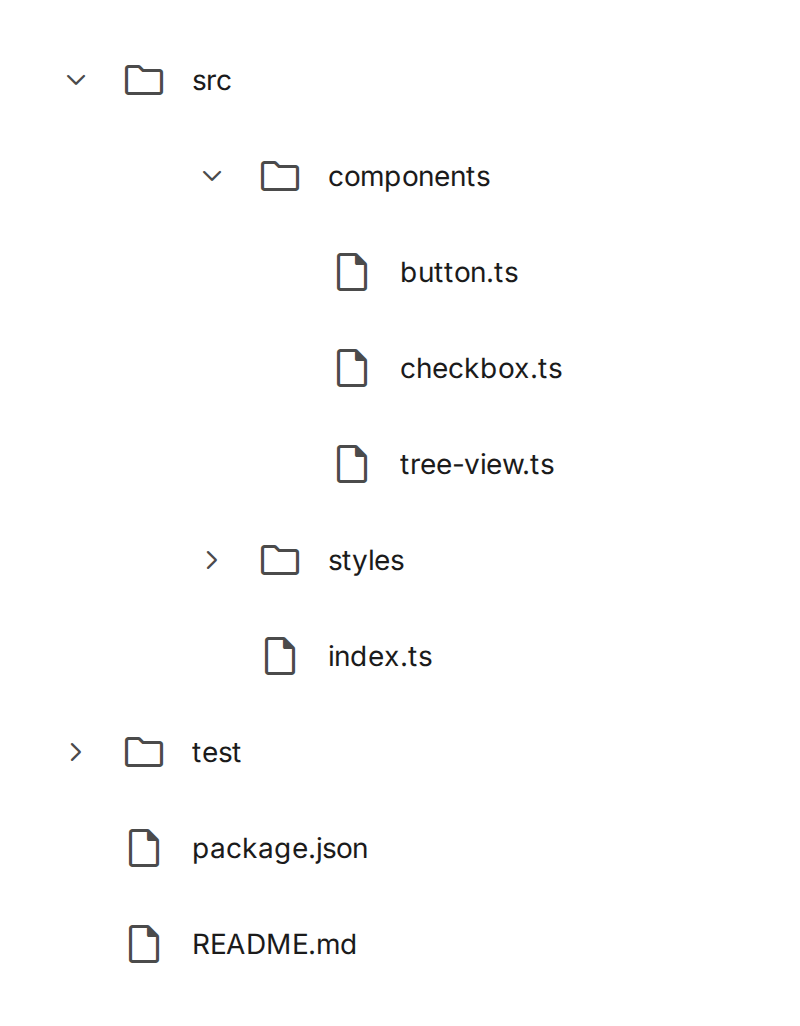 src
components
button.ts
checkbox.ts
tree-view.ts
styles
index.ts
test
package.json
README.md